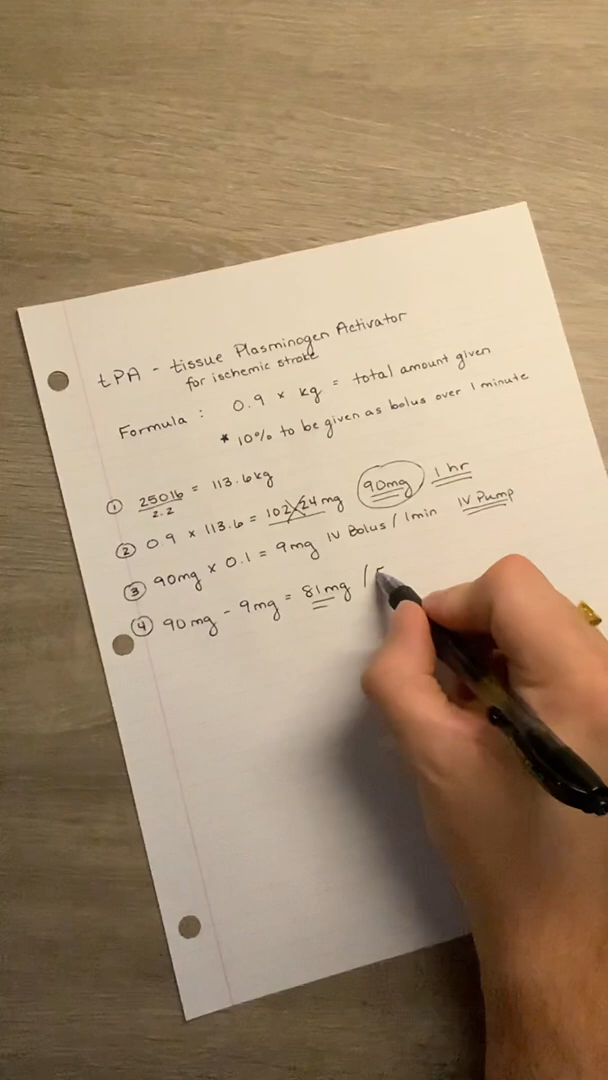 tPA - tissue Plasminogen Activator
for ischemic stroke
Formula : 0.9 x kg = total amount given
* 10% to be given as bolus over 1 minute
① 250lb = 113.6kg
2.2
② 0.9 x 113.6 = 102.24mg 90mg 1 hr
③ 90mg x 0.1 = 9mg IV Bolus / 1min IV Pump
④ 90mg - 9mg = 81mg /